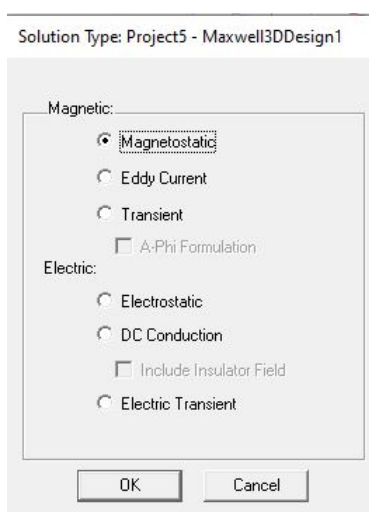 Solution Type: Project5 - Maxwell3DDesign1
Magnetic:
Magnetostatic
Eddy Current
Transient
A-Phi Formulation
Electric:
Electrostatic
DC Conduction
Include Insulator Field
Electric Transient
OK Cancel